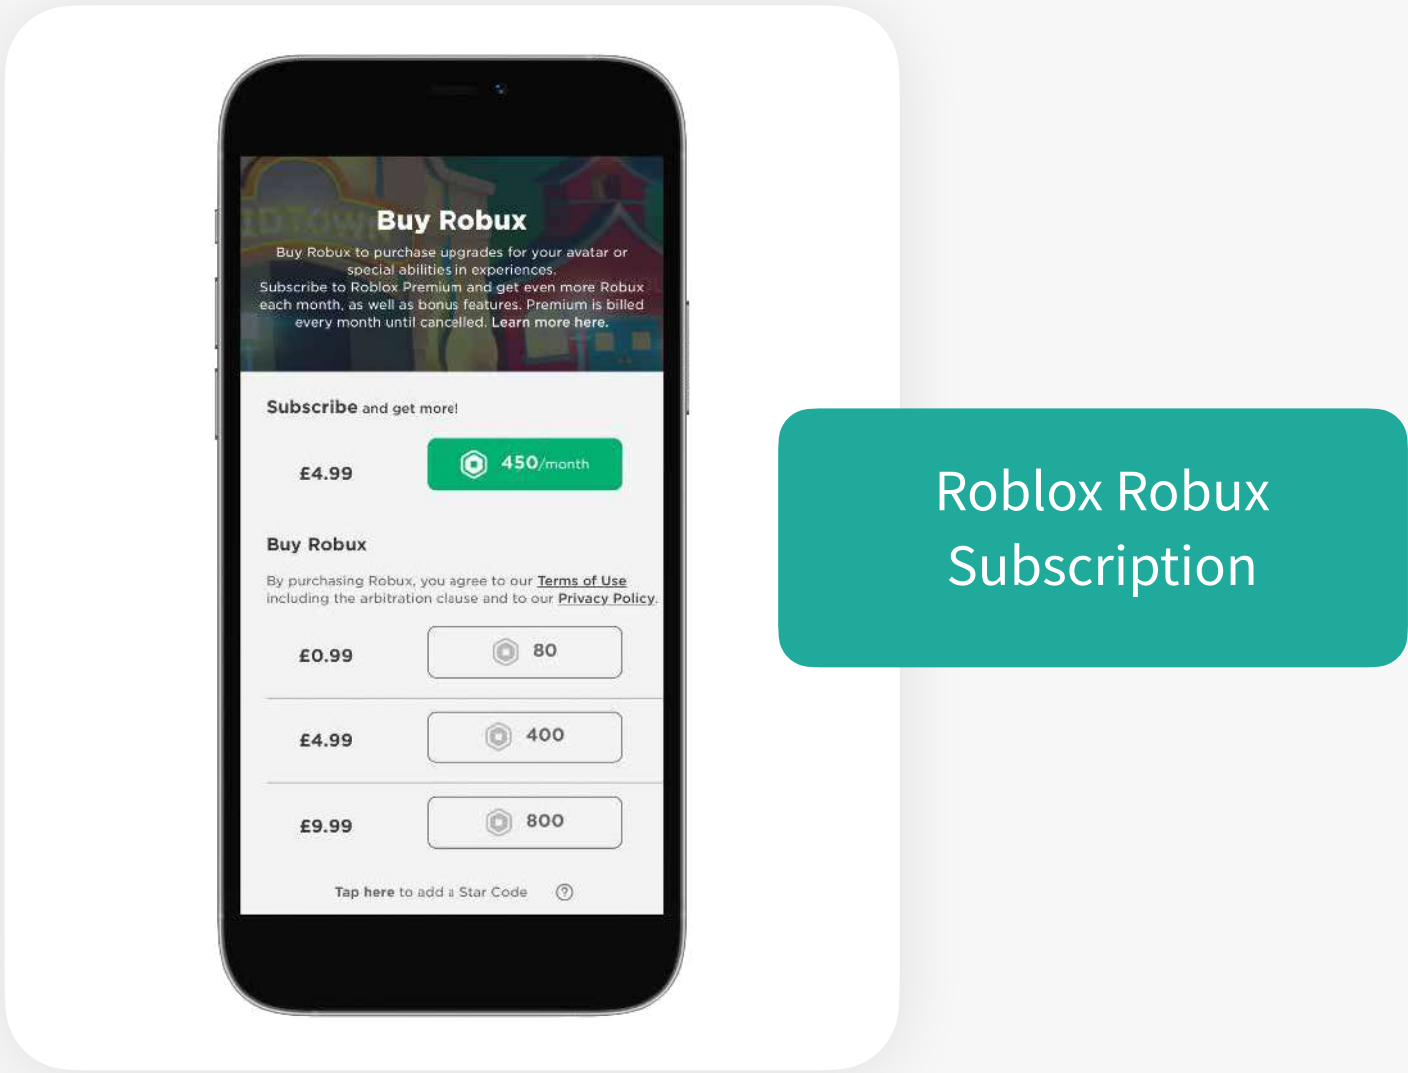 Buy Robux
Buy Robux to purchase upgrades for your avatar or
special abilities in experiences.
Subscribe to Roblox Premium and get even more Robux
each month, as well as bonus features. Premium is billed
every month until cancelled. Learn more here.
Subscribe and get more!
£4.99 450/month
Buy Robux
By purchasing Robux, you agree to our Terms of Use
including the arbitration clause and to our Privacy Policy.
£0.99 80
£4.99 400
£9.99 800
Tap here to add a Star Code ?
Roblox Robux
Subscription